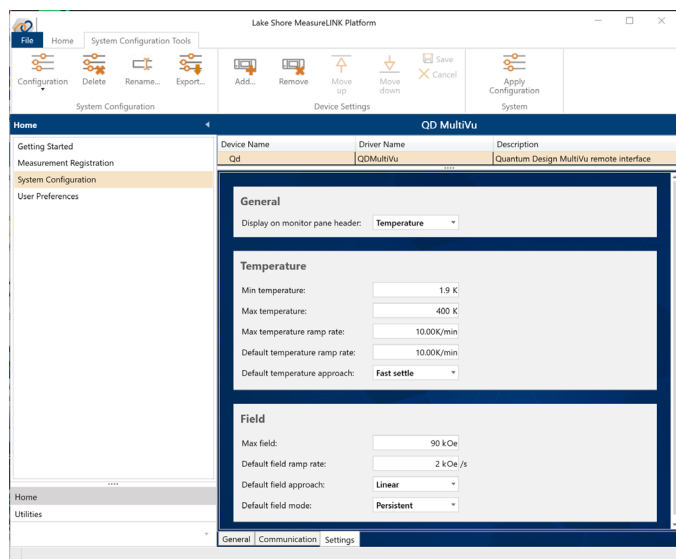 Lake Shore MeasureLINK Platform
File Home System Configuration Tools
Configuration Delete Rename... Export... Add... Remove Move up Move down Save Cancel Apply Configuration
System Configuration Device Settings System
Home QD MultiVu
Getting Started
Measurement Registration
System Configuration
User Preferences
Device Name Driver Name Description
Qd QDMultiVu Quantum Design MultiVu remote interface
General
Display on monitor pane header: Temperature
Temperature
Min temperature: 1.9 K
Max temperature: 400 K
Max temperature ramp rate: 10.00K/min
Default temperature ramp rate: 10.00K/min
Default temperature approach: Fast settle
Field
Max field: 90 kOe
Default field ramp rate: 2 kOe /s
Default field approach: Linear
Default field mode: Persistent
Home
Utilities
General Communication Settings